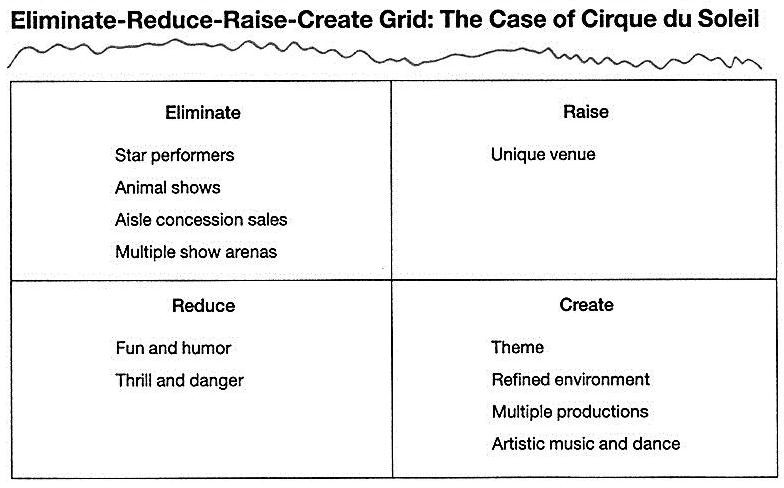 Eliminate-Reduce-Raise-Create Grid: The Case of Cirque du Soleil
Eliminate
Star performers
Animal shows
Aisle concession sales
Multiple show arenas
Raise
Unique venue
Reduce
Fun and humor
Thrill and danger
Create
Theme
Refined environment
Multiple productions
Artistic music and dance